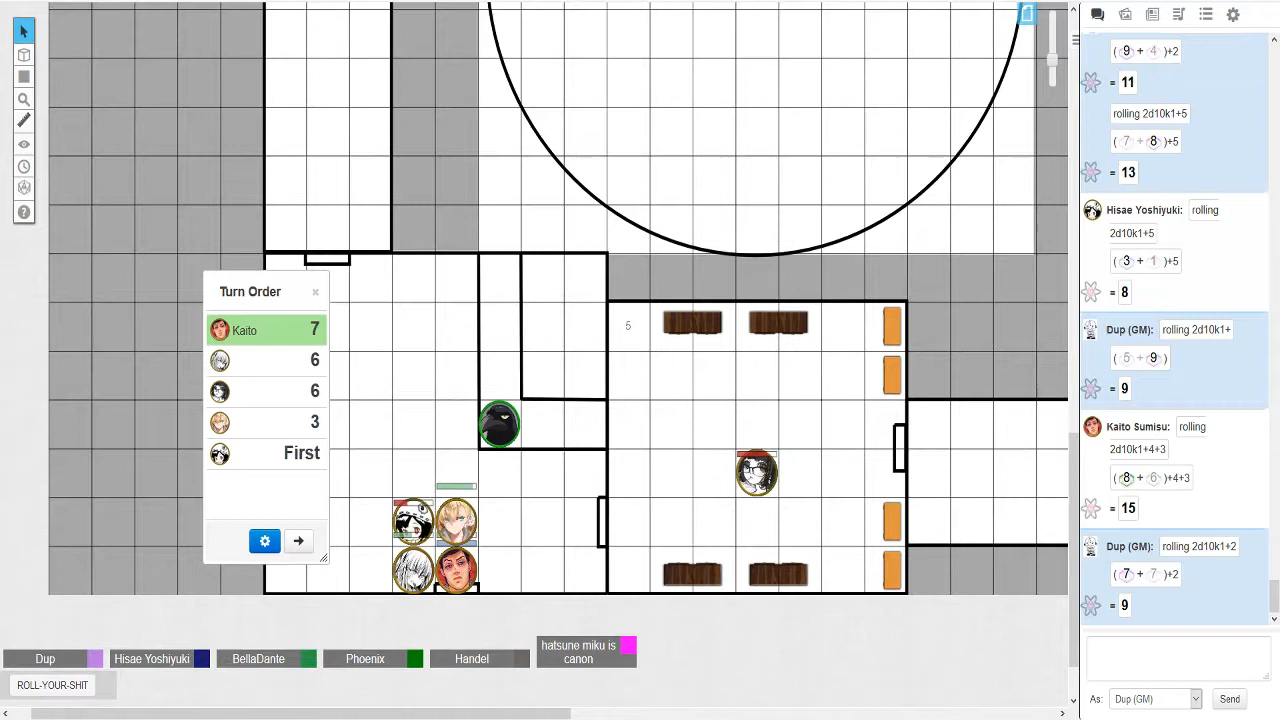 Turn Order ×
Kaito 7
6
6
3
First
5
Dup
Hisae Yoshiyuki
BellaDante
Phoenix
Handel
hatsune miku is
canon
ROLL-YOUR-SHIT
(9 + 4)+2
= 11
rolling 2d10k1+5
(7 + 8)+5
= 13
Hisae Yoshiyuki: rolling
2d10k1+5
(3 + 1)+5
= 8
Dup (GM): rolling 2d10k1+
(5 + 9)
= 9
Kaito Sumisu: rolling
2d10k1+4+3
(8 + 6)+4+3
= 15
Dup (GM): rolling 2d10k1+2
(7 + 7)+2
= 9
As: Dup (GM) Send